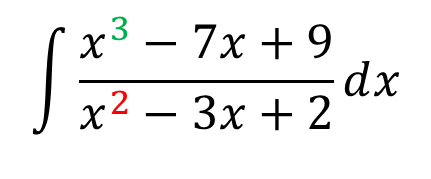 ∫ (x³ − 7x + 9)/(x² − 3x + 2) dx